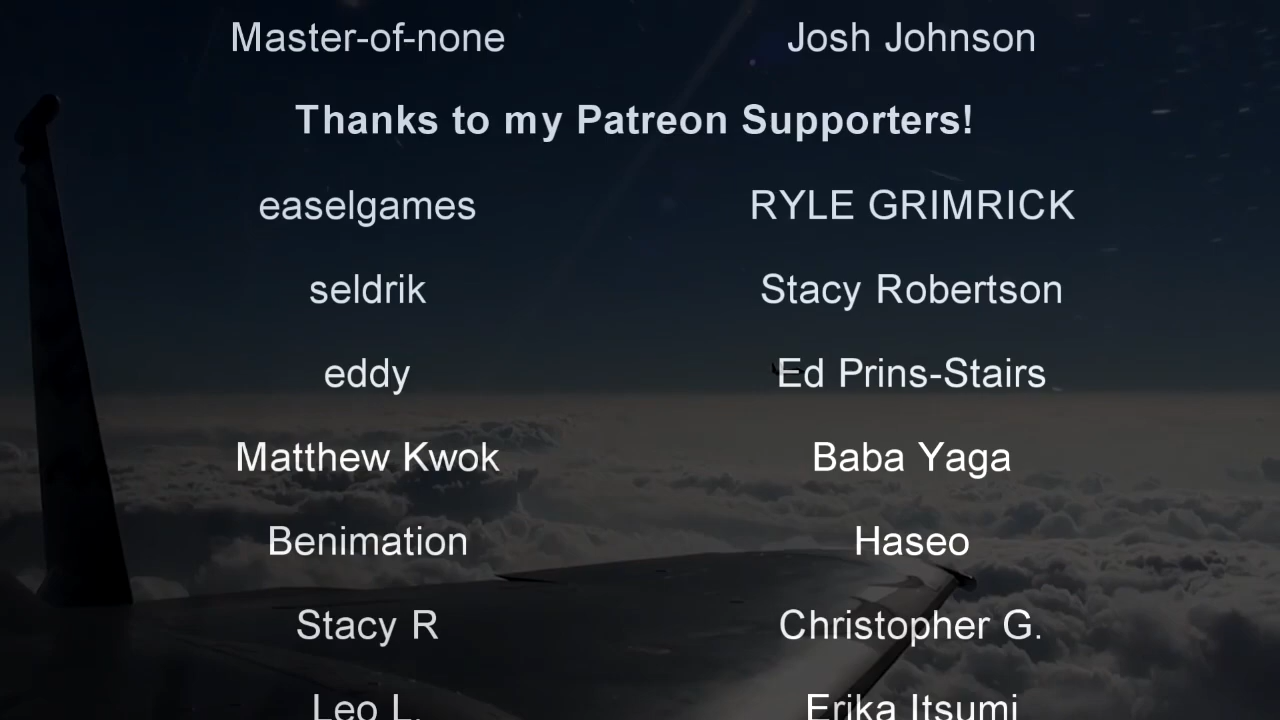 Master-of-none Josh Johnson
Thanks to my Patreon Supporters!
easelgames RYLE GRIMRICK
seldrik Stacy Robertson
eddy Ed Prins-Stairs
Matthew Kwok Baba Yaga
Benimation Haseo
Stacy R Christopher G.
Leo L. Erika Itsumi